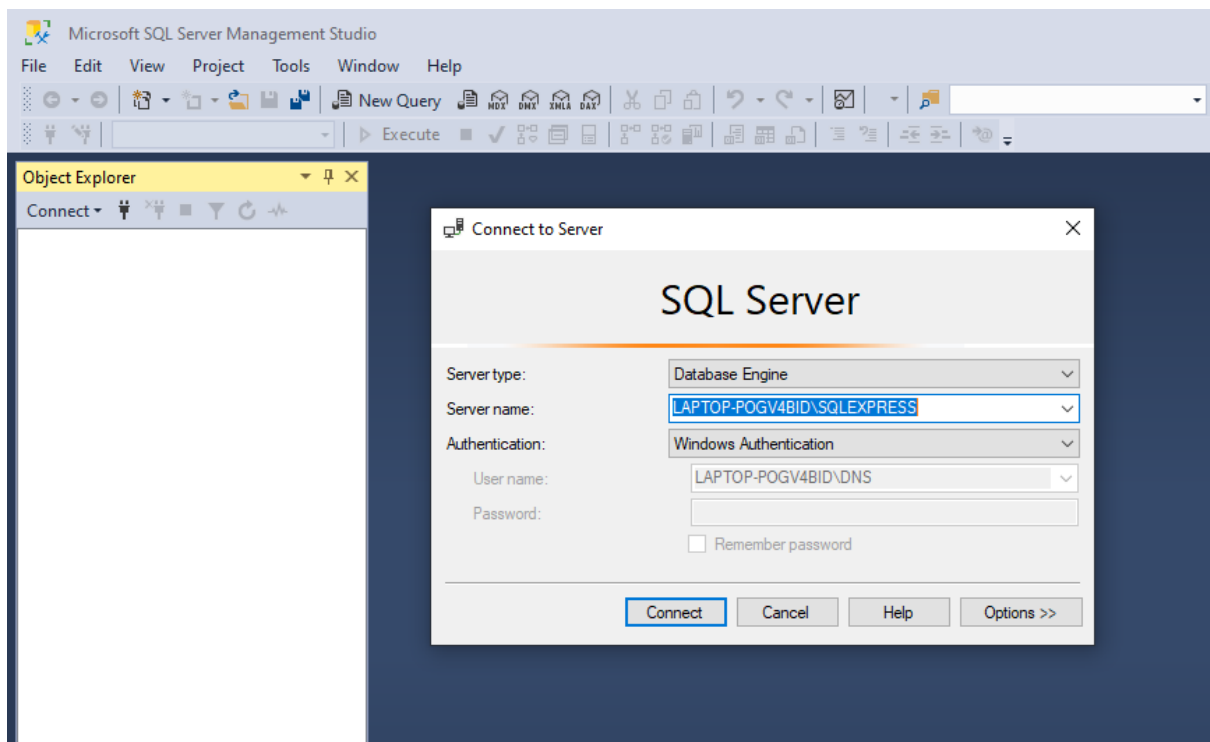 Microsoft SQL Server Management Studio
File Edit View Project Tools Window Help
New Query MDX DMX XMLA DAX
Execute
Object Explorer
Connect
Connect to Server
SQL Server
Server type: Database Engine
Server name: LAPTOP-POGV4BID\SQLEXPRESS
Authentication: Windows Authentication
User name: LAPTOP-POGV4BID\DNS
Password:
Remember password
Connect Cancel Help Options >>